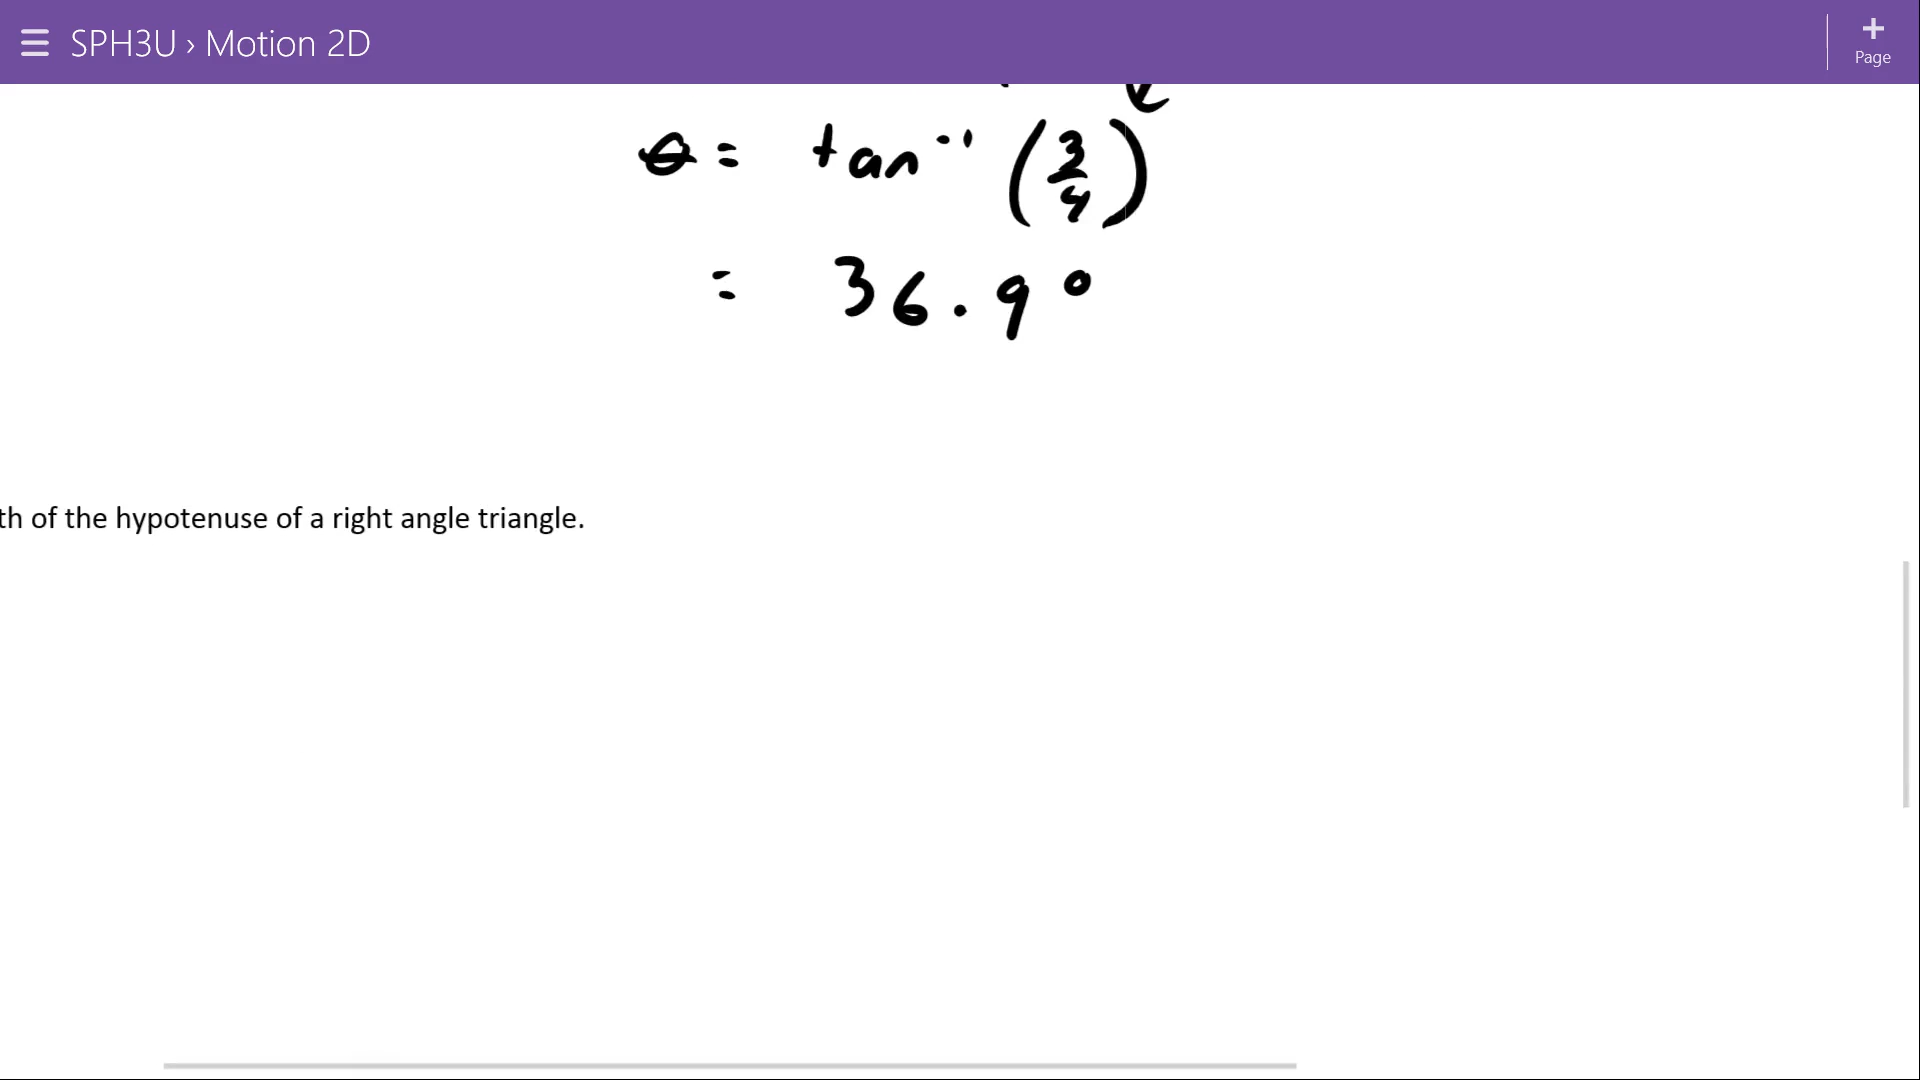 SPH3U › Motion 2D
Page
θ = tan⁻¹ (3/4)
= 36.9°
th of the hypotenuse of a right angle triangle.